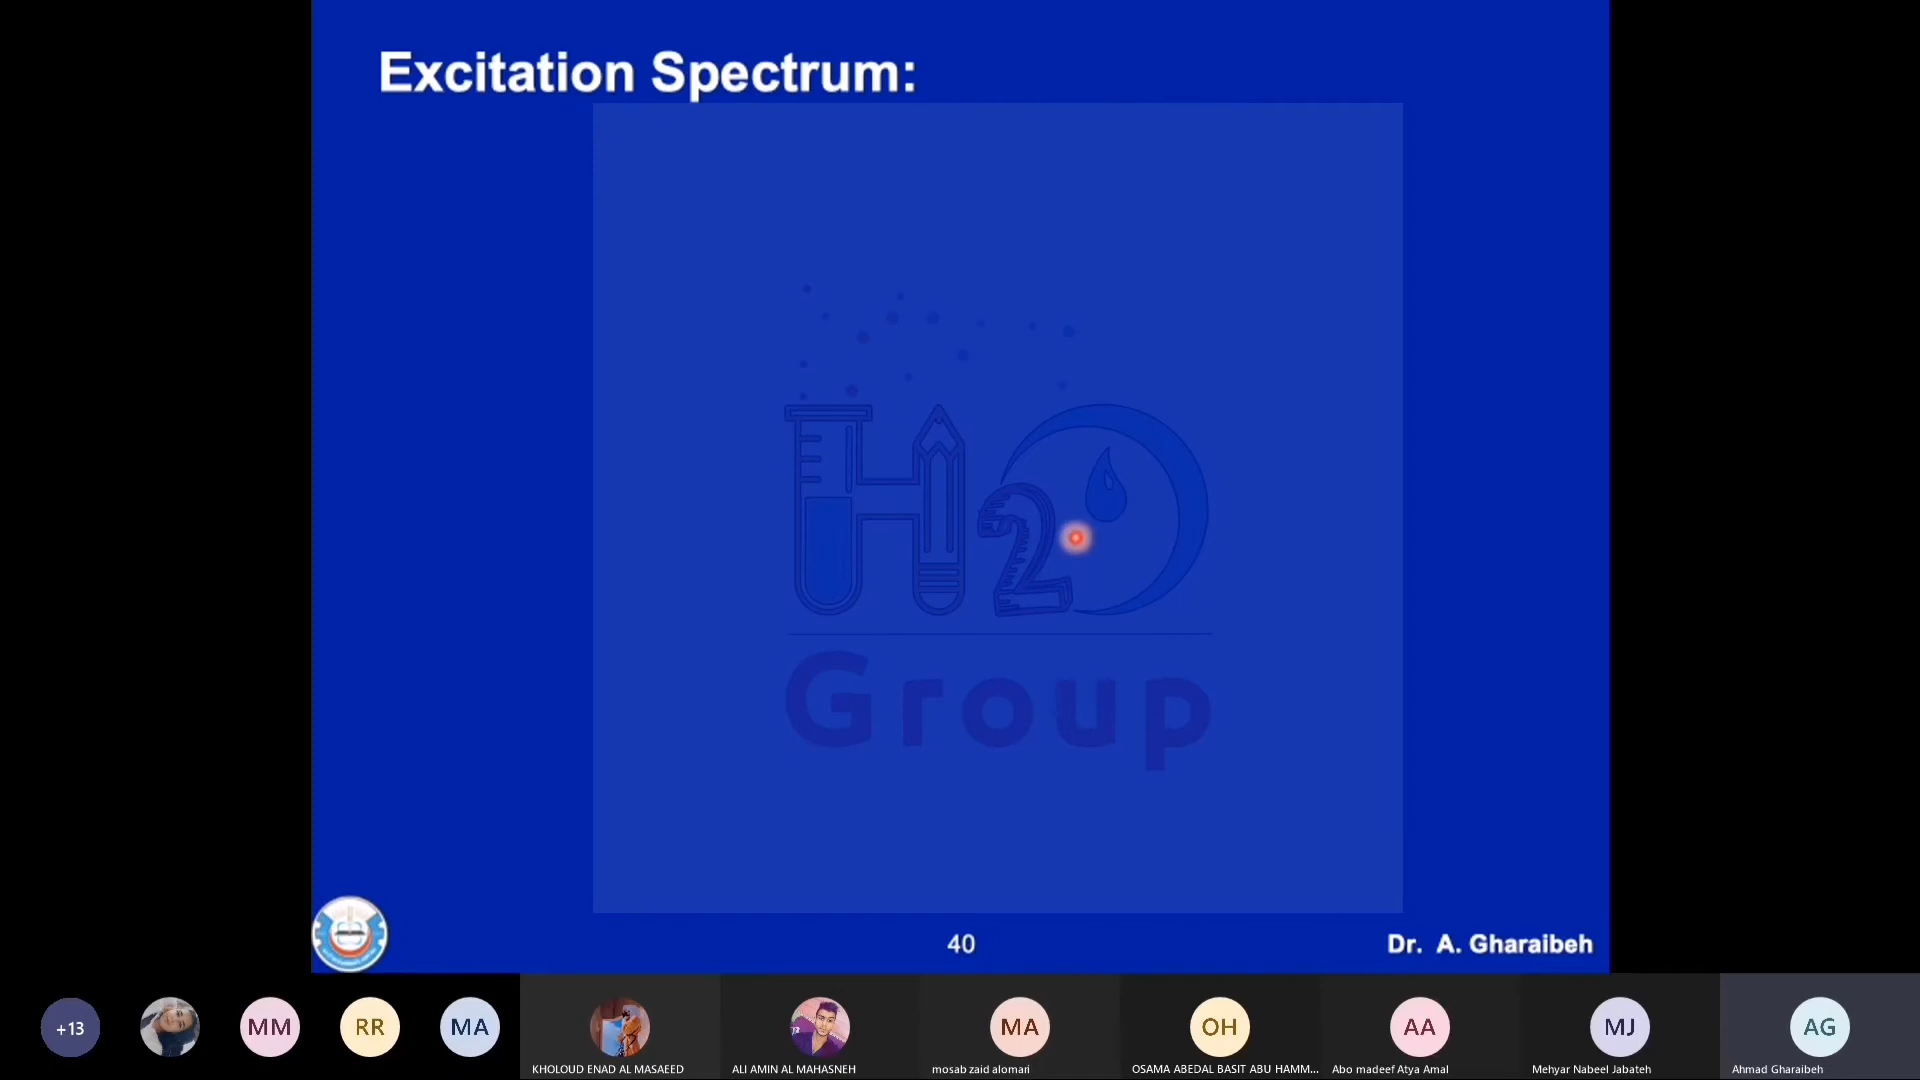 Excitation Spectrum:
H2O
Group
40
Dr. A. Gharaibeh
+13
MM
RR
MA
KHOLOUD ENAD AL MASAEED
ALI AMIN AL MAHASNEH
MA
mosab zaid alomari
OH
OSAMA ABEDAL BASIT ABU HAMM...
AA
Abo madeef Atya Amal
MJ
Mehyar Nabeel Jabateh
AG
Ahmad Gharaibeh